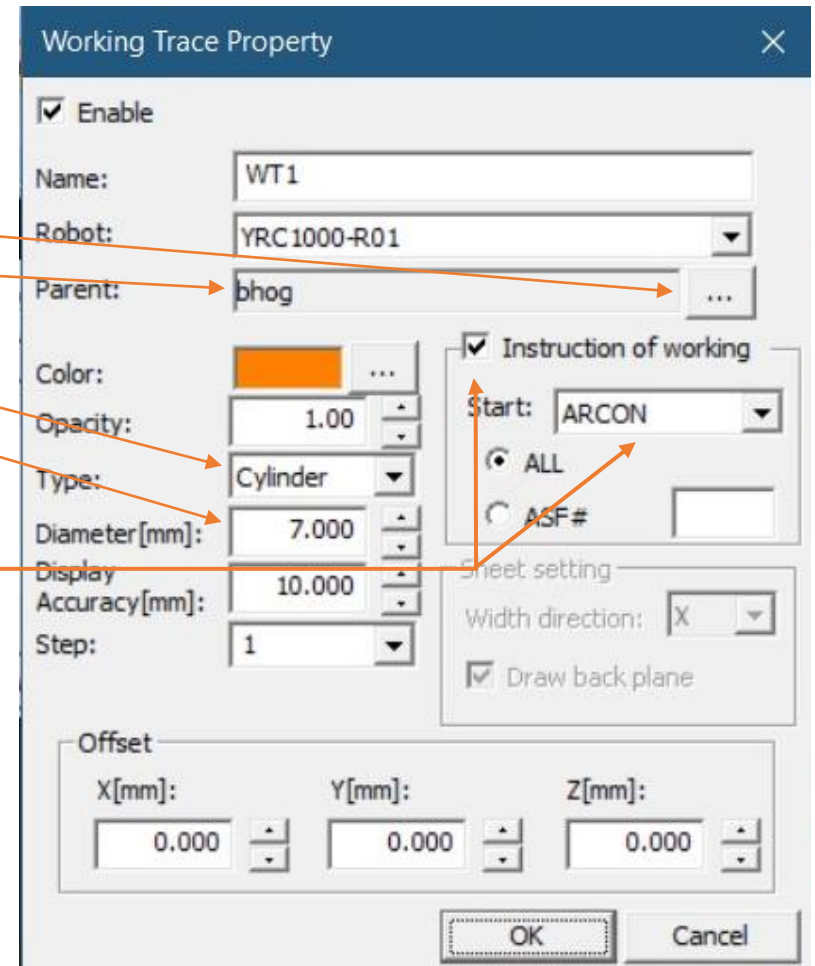 Working Trace Property
Enable
Name: WT1
Robot: YRC1000-R01
Parent: bhog ...
Color: ...
Opacity: 1.00
Type: Cylinder
Diameter[mm]: 7.000
Display
Accuracy[mm]: 10.000
Step: 1
Instruction of working
Start: ARCON
ALL
ASF#
Sheet setting
Width direction: X
Draw back plane
Offset
X[mm]: Y[mm]: Z[mm]:
0.000 0.000 0.000
OK Cancel